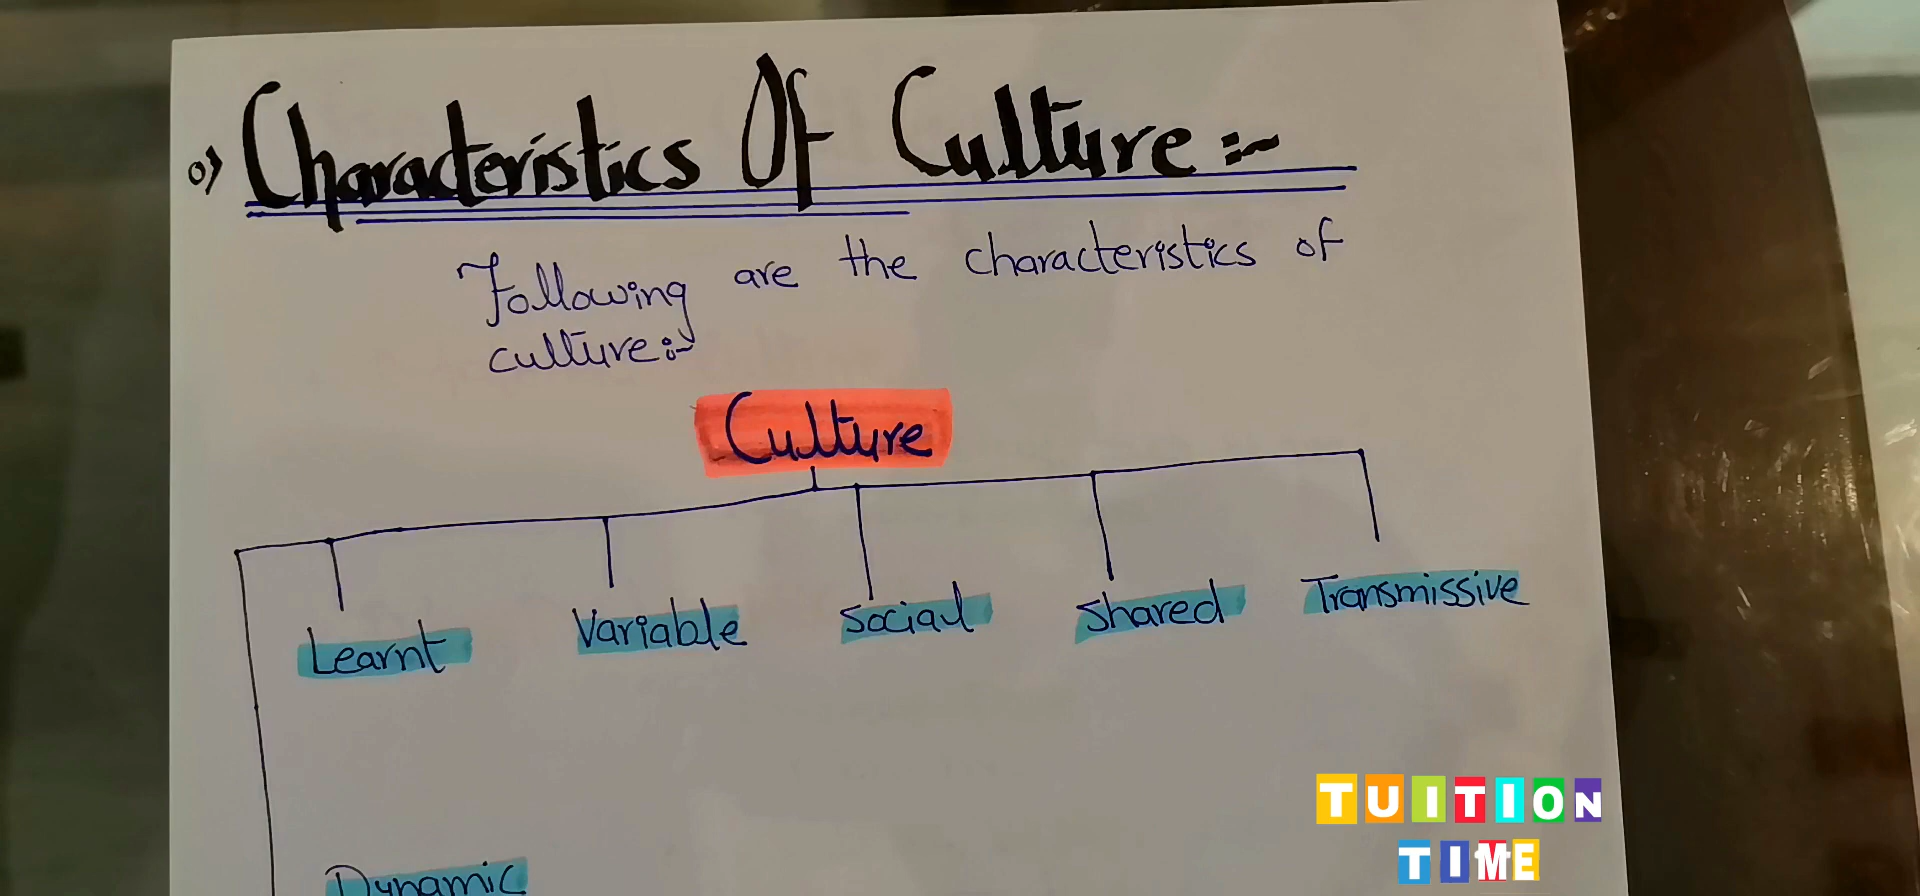 o) Characteristics Of Culture :-
Following are the characteristics of
culture:-
Culture
Learnt Variable Social Shared Transmissive
Dynamic
TUITION
TIME